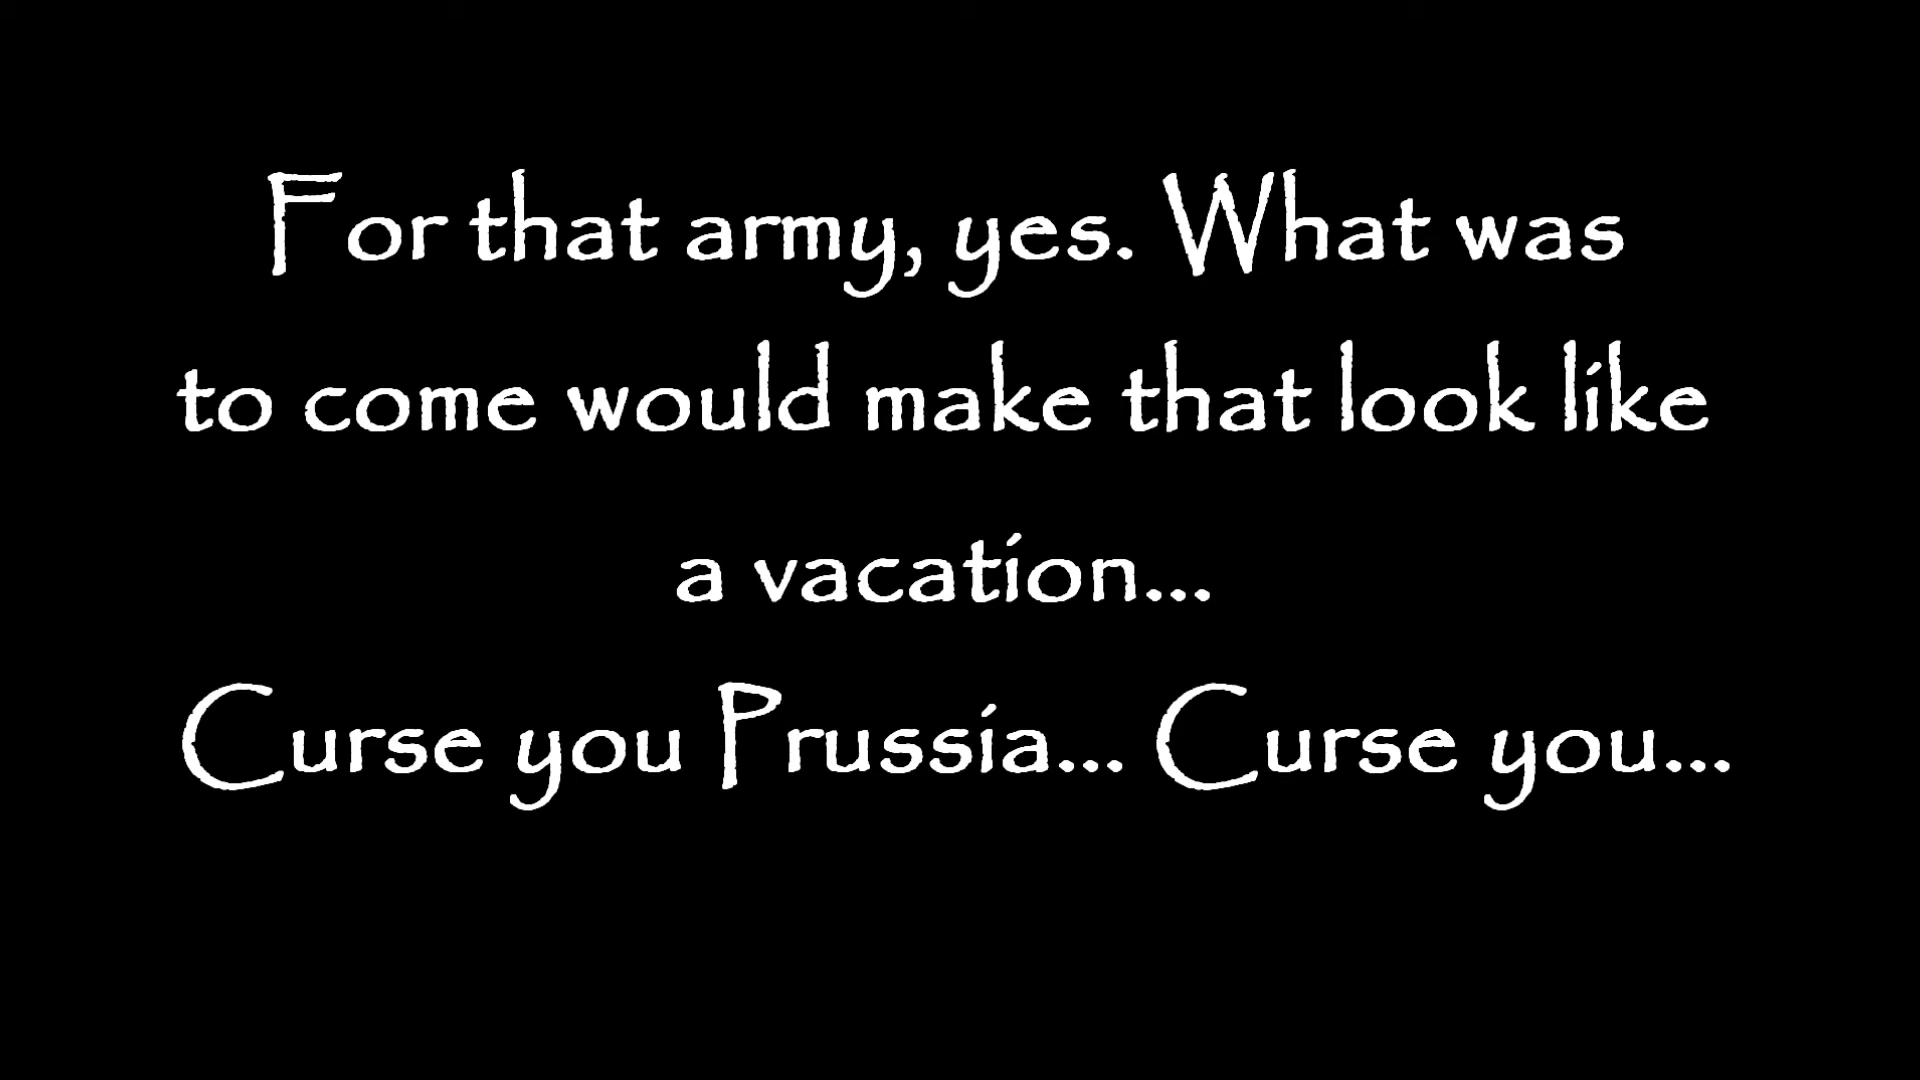 For that army, yes. What was
to come would make that look like
a vacation...
Curse you Prussia... Curse you...